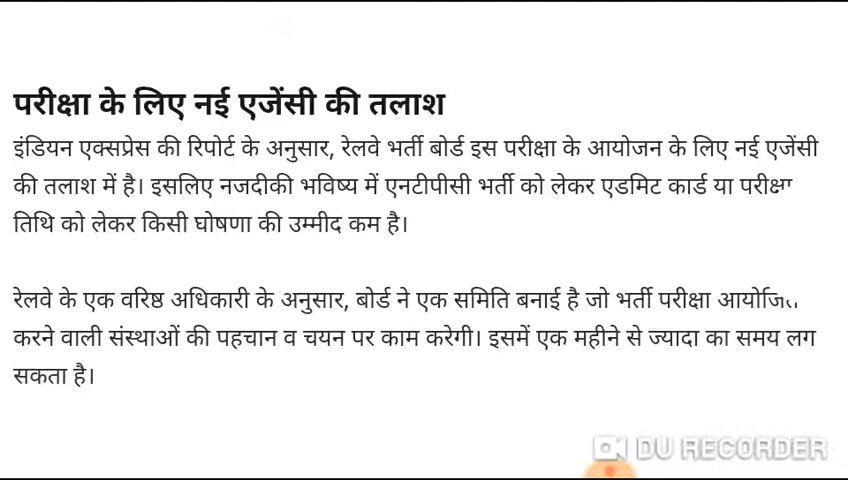 परीक्षा के लिए नई एजेंसी की तलाश
इंडियन एक्सप्रेस की रिपोर्ट के अनुसार, रेलवे भर्ती बोर्ड इस परीक्षा के आयोजन के लिए नई एजेंसी
की तलाश में है। इसलिए नजदीकी भविष्य में एनटीपीसी भर्ती को लेकर एडमिट कार्ड या परीक्षा
तिथि को लेकर किसी घोषणा की उम्मीद कम है।
रेलवे के एक वरिष्ठ अधिकारी के अनुसार, बोर्ड ने एक समिति बनाई है जो भर्ती परीक्षा आयोजित
करने वाली संस्थाओं की पहचान व चयन पर काम करेगी। इसमें एक महीने से ज्यादा का समय लग
सकता है।
DU RECORDER